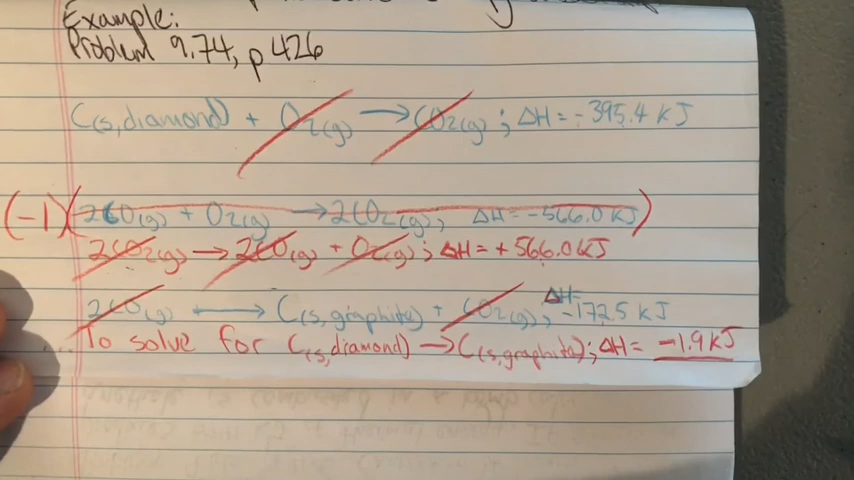 Example:
Problem 9.74, p 426
C(s, diamond) + O2(g) → CO2(g); ΔH = -395.4 kJ
(-1)(2CO(g) + O2(g) → 2CO2(g); ΔH = -566.0 kJ)
2CO2(g) → 2CO(g) + O2(g); ΔH = +566.0 kJ
2CO(g) → C(s, graphite) + CO2(g); ΔH = -172.5 kJ
To solve for C(s, diamond) → C(s, graphite); ΔH = -1.9 kJ